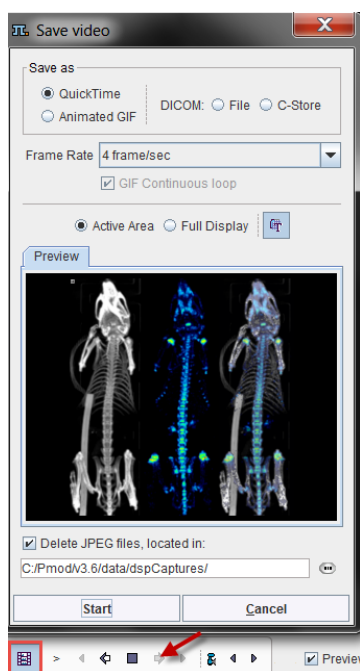 Save video
Save as
QuickTime
Animated GIF
DICOM: File C-Store
Frame Rate 4 frame/sec
GIF Continuous loop
Active Area Full Display
Preview
Delete JPEG files, located in:
C:/Pmod/v3.6/data/dspCaptures/
Start Cancel